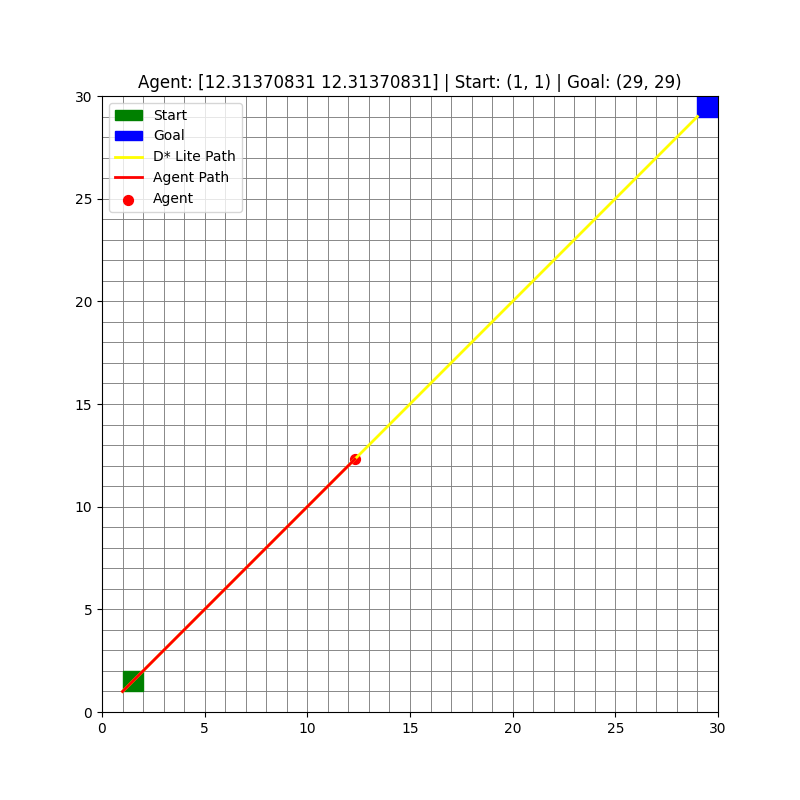 Agent: [12.31370831 12.31370831] | Start: (1, 1) | Goal: (29, 29)
Start
Goal
D* Lite Path
Agent Path
Agent
30
25
20
15
10
5
0
0 5 10 15 20 25 30